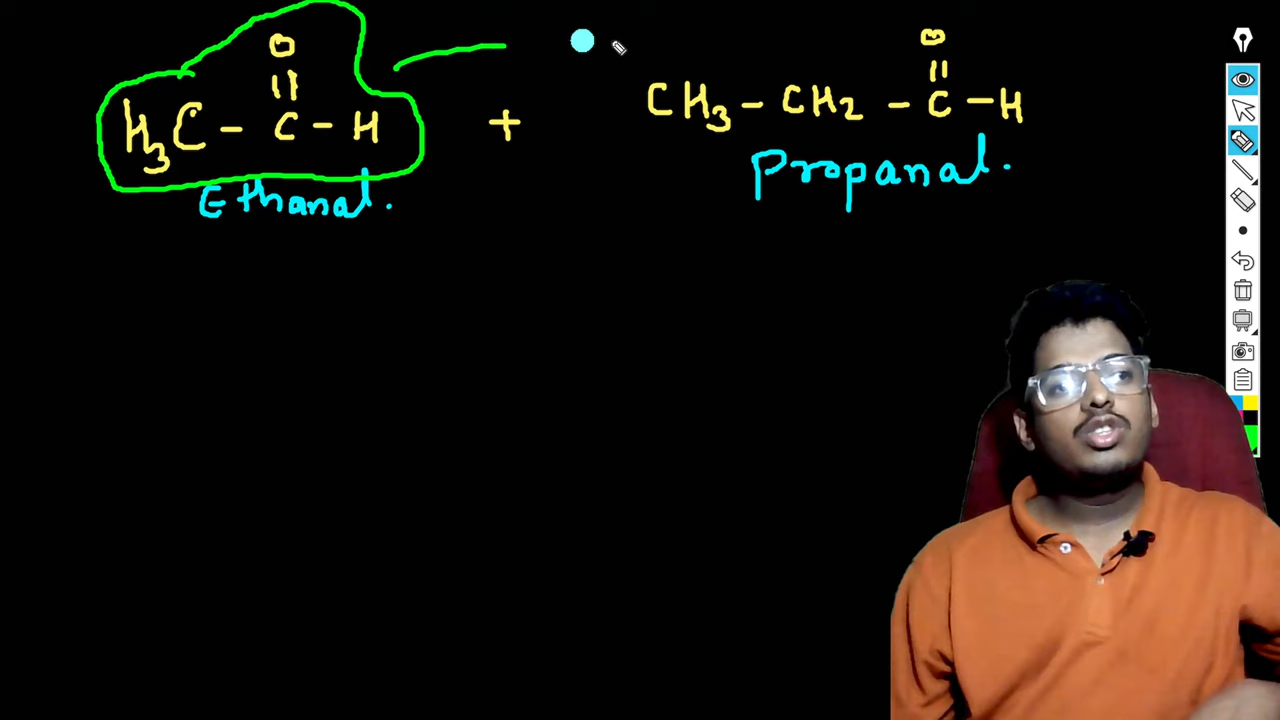 O O
|| ||
H3C – C – H + CH3 – CH2 – C – H
Ethanal. Propanal.